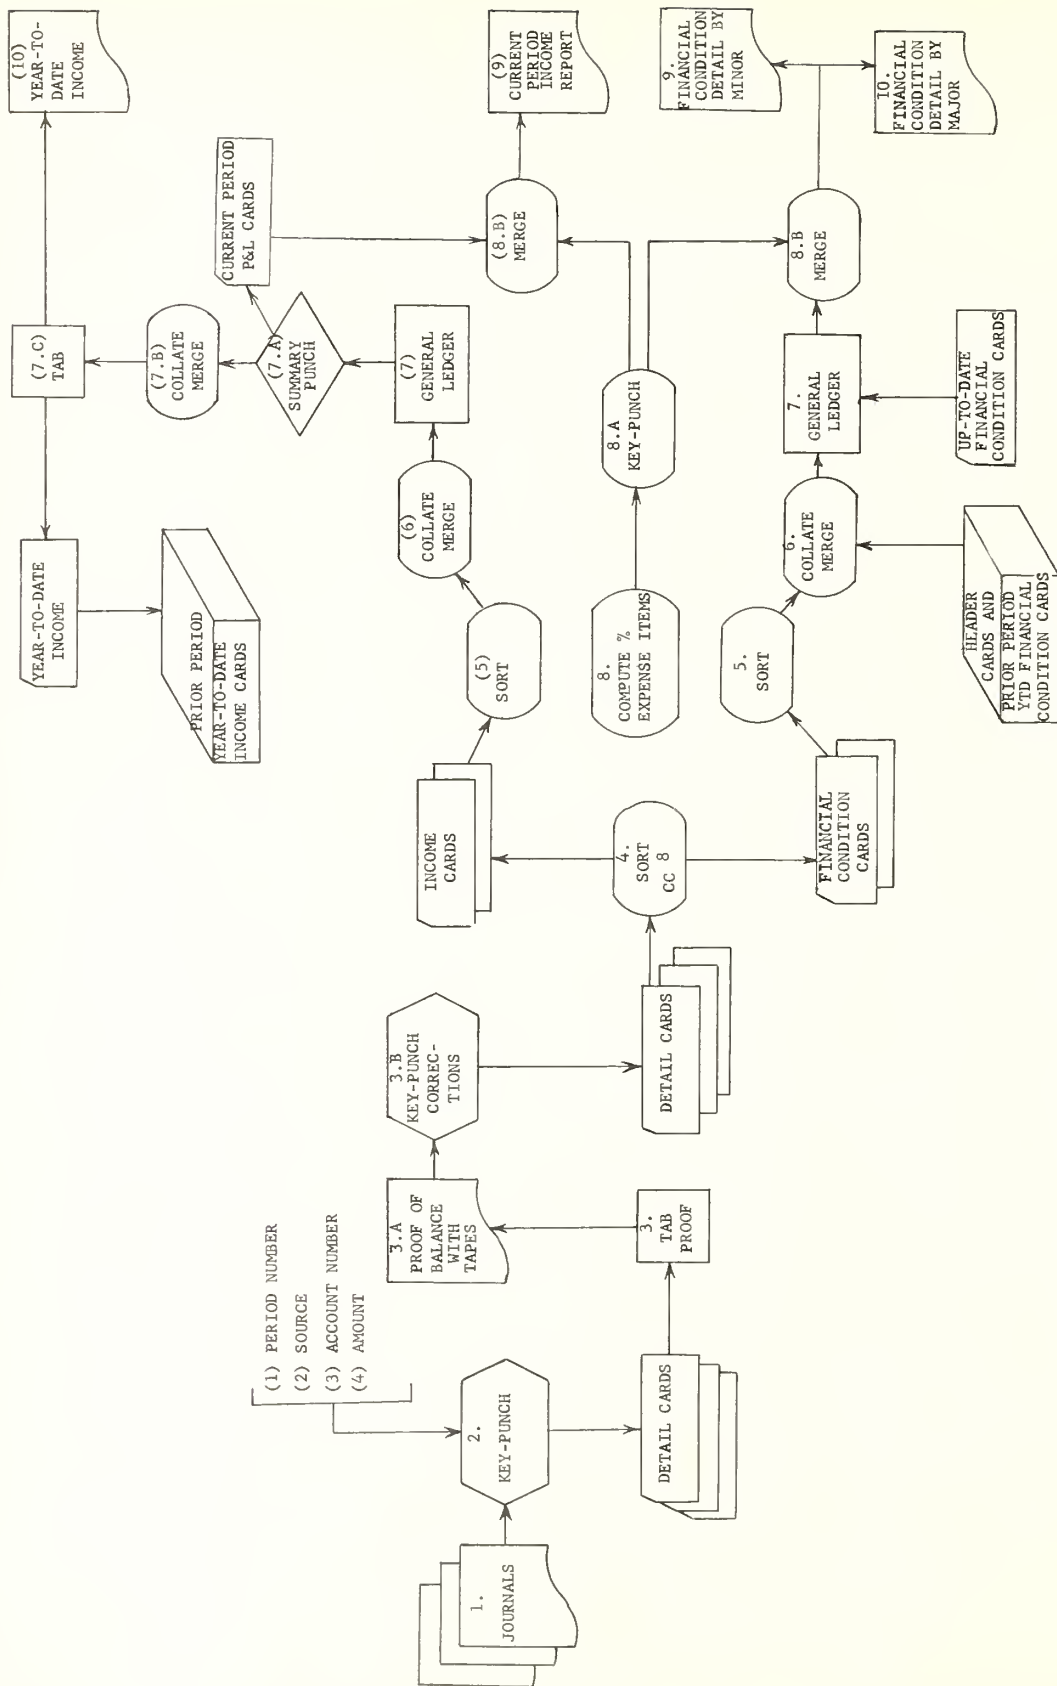 1.
JOURNALS
(1) PERIOD NUMBER
(2) SOURCE
(3) ACCOUNT NUMBER
(4) AMOUNT
2.
KEY-PUNCH
DETAIL CARDS
3.
TAB
PROOF
3.A
PROOF OF
BALANCE
WITH
TAPES
3.B
KEY-PUNCH
CORREC-
TIONS
DETAIL CARDS
4.
SORT
CC 8
INCOME
CARDS
(5)
SORT
(6)
COLLATE
MERGE
(7)
GENERAL
LEDGER
(7.A)
SUMMARY
PUNCH
CURRENT PERIOD
P&L CARDS
(7.B)
COLLATE
MERGE
(7.C)
TAB
YEAR-TO-DATE
INCOME
PRIOR PERIOD
YEAR-TO-DATE
INCOME CARDS
(10)
YEAR-TO-
DATE
INCOME
8.
COMPUTE %
EXPENSE ITEMS
8.A
KEY-PUNCH
(8.B)
MERGE
(9)
CURRENT
PERIOD
INCOME
REPORT
FINANCIAL
CONDITION
CARDS
5.
SORT
6.
COLLATE
MERGE
HEADER
CARDS AND
PRIOR PERIOD
YTD FINANCIAL
CONDITION CARDS
7.
GENERAL
LEDGER
UP-TO-DATE
FINANCIAL
CONDITION CARDS
8.B
MERGE
9.
FINANCIAL
CONDITION
DETAIL BY
MINOR
10.
FINANCIAL
CONDITION
DETAIL BY
MAJOR